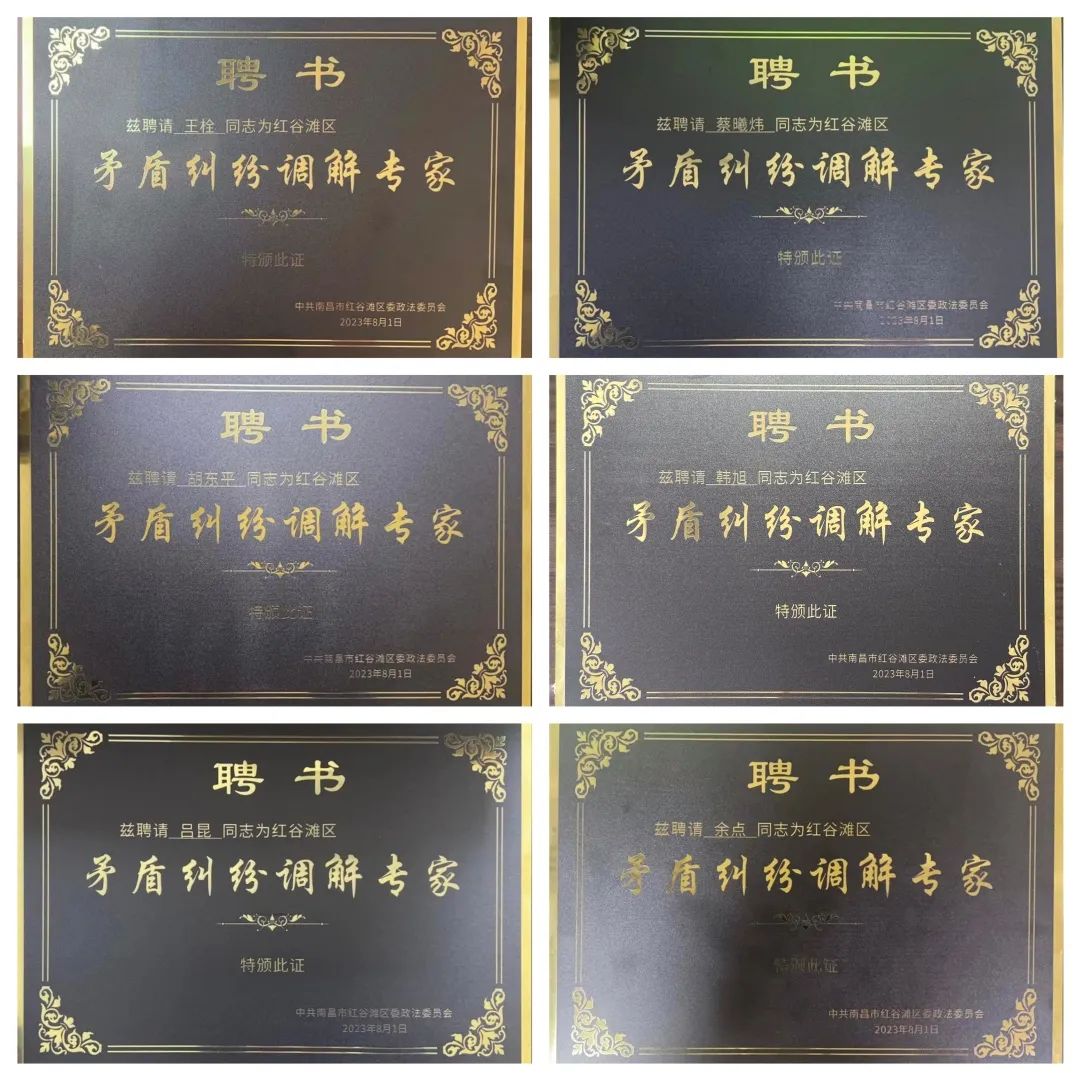 聘书
兹聘请 王栓 同志为红谷滩区
矛盾纠纷调解专家
特颁此证
中共南昌市红谷滩区委政法委员会
2023年8月1日
聘书
兹聘请 蔡曦炜 同志为红谷滩区
矛盾纠纷调解专家
特颁此证
中共南昌市红谷滩区委政法委员会
2023年8月1日
聘书
兹聘请 胡东平 同志为红谷滩区
矛盾纠纷调解专家
特颁此证
中共南昌市红谷滩区委政法委员会
2023年8月1日
聘书
兹聘请 韩旭 同志为红谷滩区
矛盾纠纷调解专家
特颁此证
中共南昌市红谷滩区委政法委员会
2023年8月1日
聘书
兹聘请 吕昆 同志为红谷滩区
矛盾纠纷调解专家
特颁此证
中共南昌市红谷滩区委政法委员会
2023年8月1日
聘书
兹聘请 余点 同志为红谷滩区
矛盾纠纷调解专家
特颁此证
中共南昌市红谷滩区委政法委员会
2023年8月1日